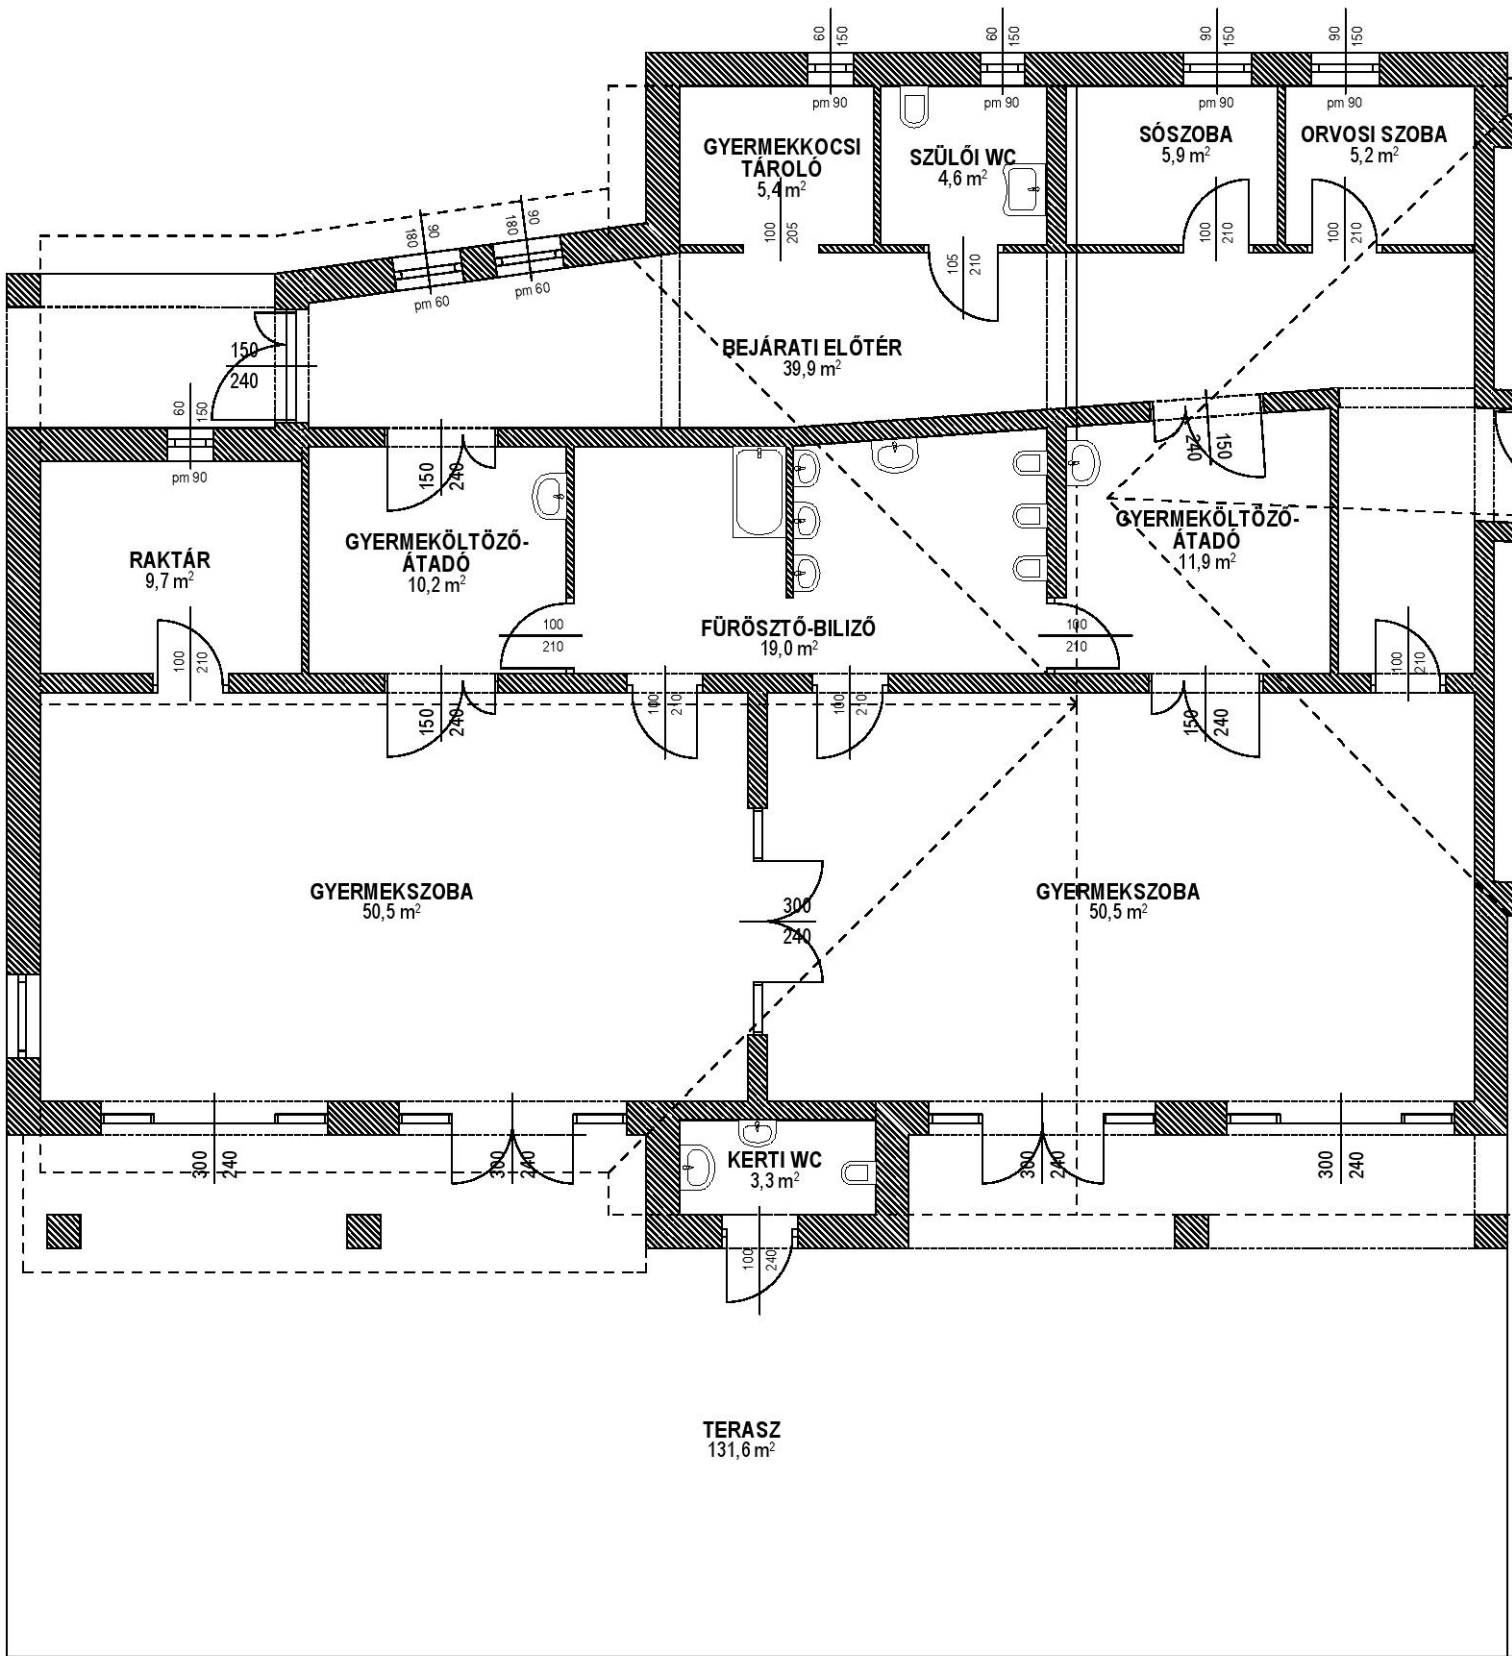 60
150
60
150
90
150
90
150
pm 90
pm 90
pm 90
pm 90
GYERMEKKOCSI
TÁROLÓ
5,4 m²
SZÜLŐI WC
4,6 m²
SÓSZOBA
5,9 m²
ORVOSI SZOBA
5,2 m²
100
205
105
210
100
210
100
210
180
90
180
90
pm 60
pm 60
150
240
BEJÁRATI ELŐTÉR
39,9 m²
60
150
pm 90
150
240
240
150
RAKTÁR
9,7 m²
GYERMEKÖLTÖZŐ-
ÁTADÓ
10,2 m²
FÜRÖSZTŐ-BILIZŐ
19,0 m²
GYERMEKÖLTÖZŐ-
ÁTADÓ
11,9 m²
100
210
100
210
100
210
100
210
150
240
100
210
100
210
150
240
GYERMEKSZOBA
50,5 m²
300
240
GYERMEKSZOBA
50,5 m²
300
240
300
240
KERTI WC
3,3 m²
300
240
300
240
100
240
TERASZ
131,6 m²